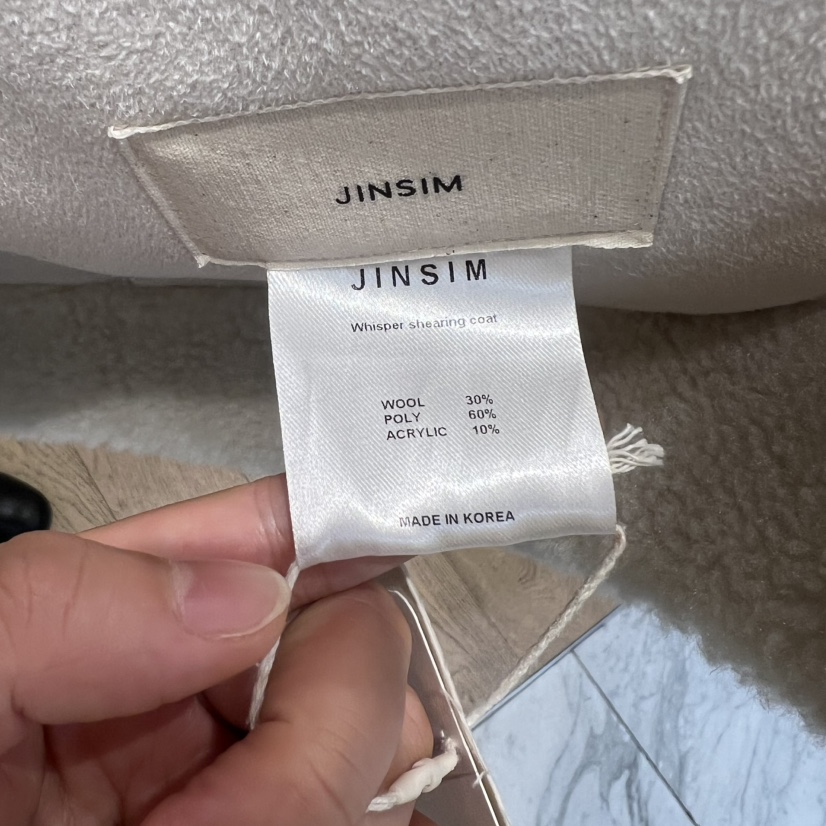 JINSIM
JINSIM
Whisper shearing coat
WOOL 30%
POLY 60%
ACRYLIC 10%
MADE IN KOREA